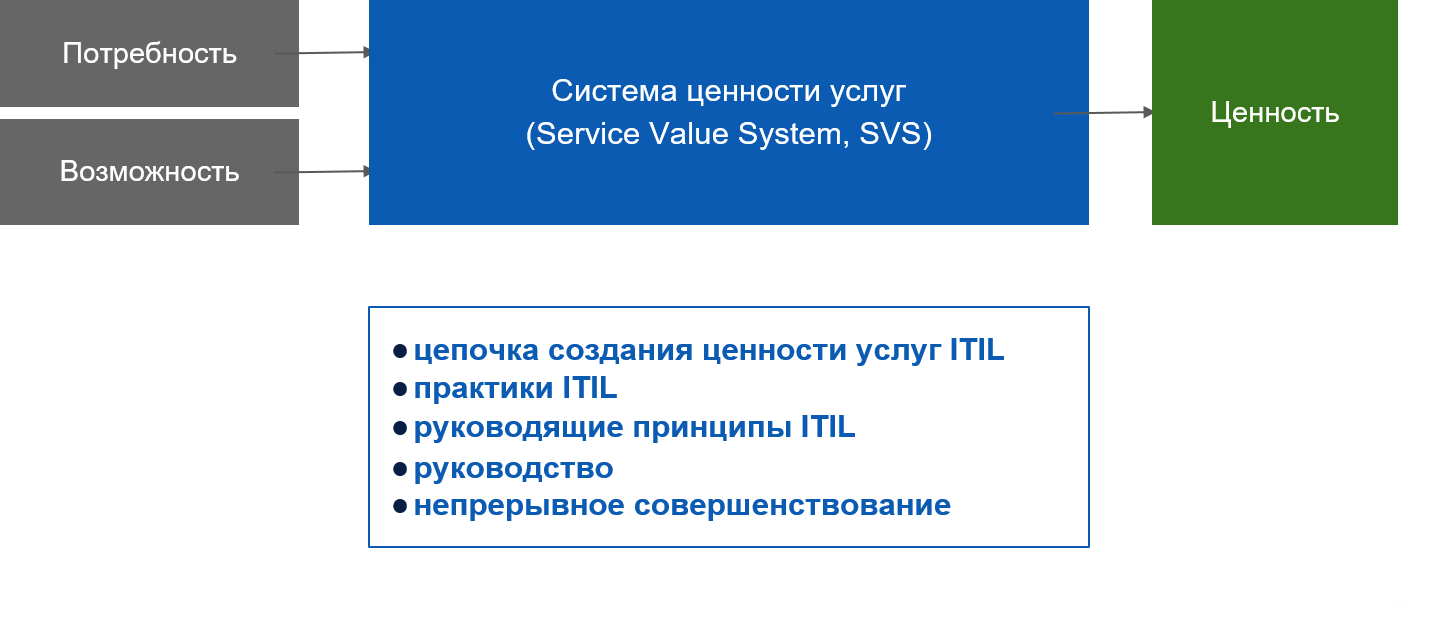 Потребность
Возможность
Система ценности услуг
(Service Value System, SVS)
Ценность
●цепочка создания ценности услуг ITIL
●практики ITIL
●руководящие принципы ITIL
●руководство
●непрерывное совершенствование